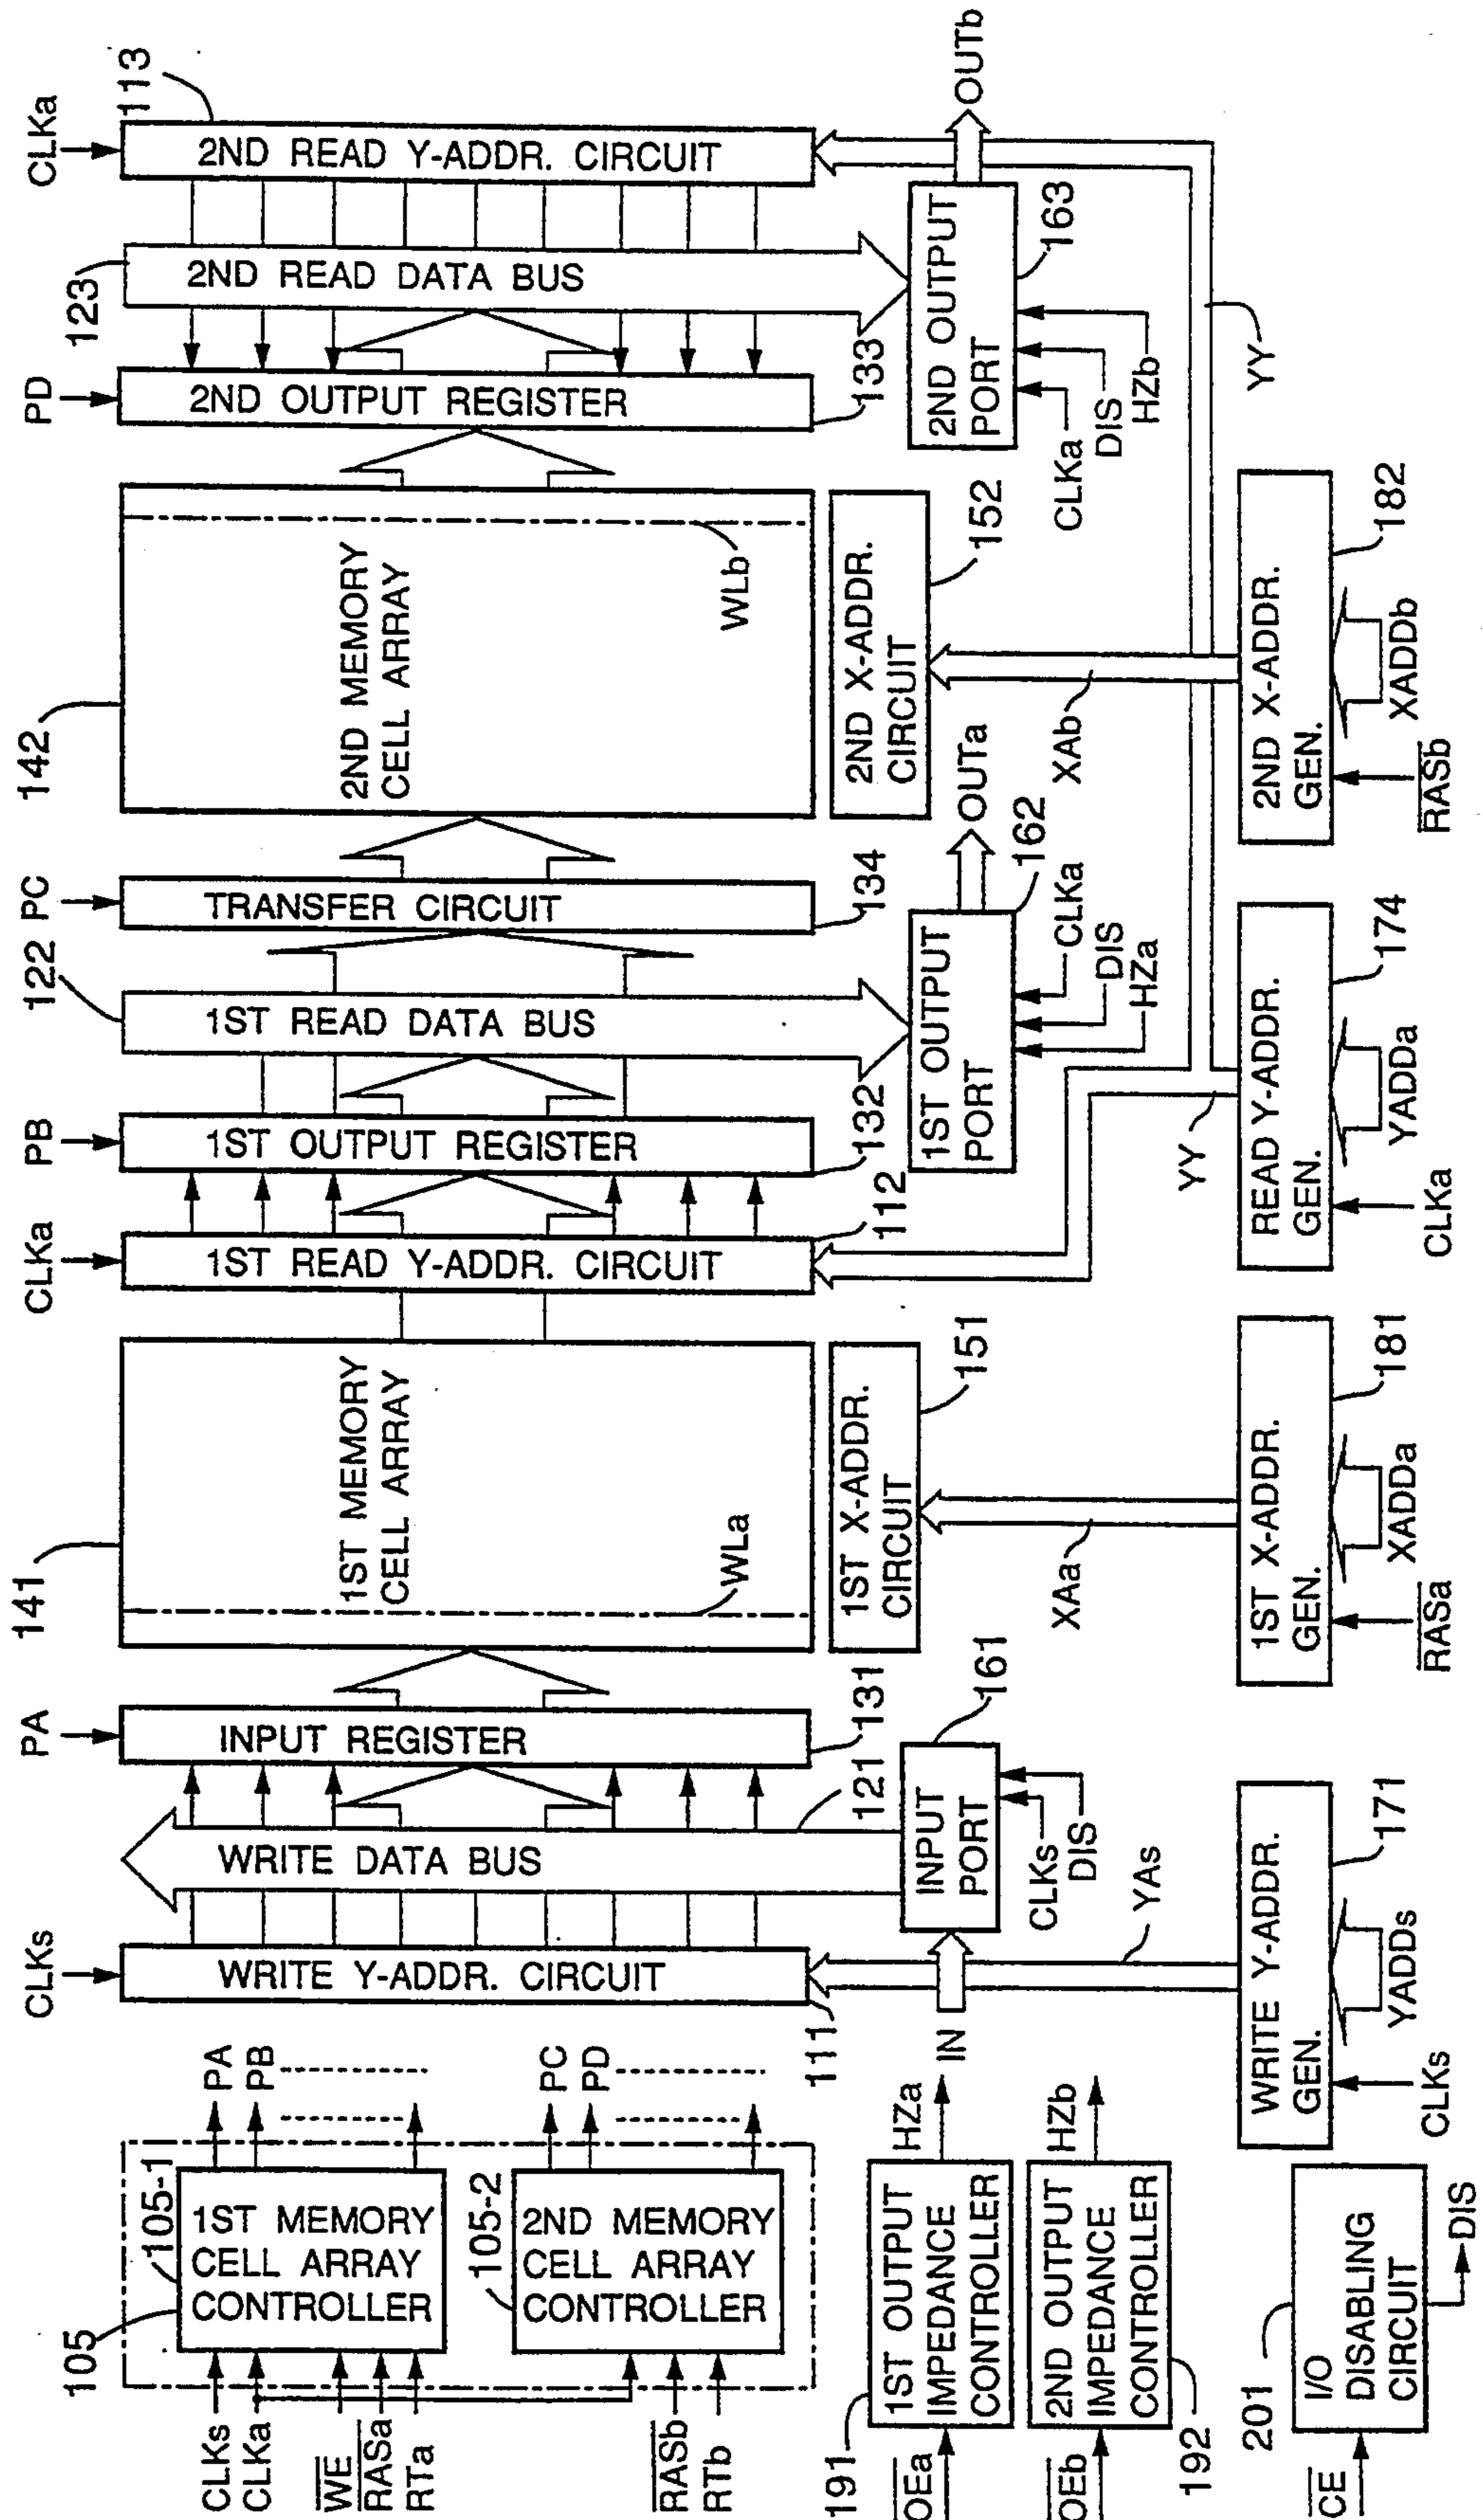 CLKs
CLKa
WE
RASa
RTa
RASb
RTb
105
105-1
1ST MEMORY
CELL ARRAY
CONTROLLER
105-2
2ND MEMORY
CELL ARRAY
CONTROLLER
PA
PB
PC
PD
191
OEa
1ST OUTPUT
IMPEDANCE
CONTROLLER
HZa
OEb
2ND OUTPUT
IMPEDANCE
CONTROLLER
HZb
192
201
CE
I/O
DISABLING
CIRCUIT
DIS
CLKs
WRITE Y-ADDR. CIRCUIT
111
WRITE DATA BUS
121
PA
INPUT REGISTER
131
IN
INPUT
PORT
161
CLKs
DIS
YAs
WRITE Y-ADDR.
GEN.
171
CLKs
YADDs
141
1ST MEMORY
CELL ARRAY
WLa
1ST X-ADDR.
CIRCUIT
151
XAa
1ST X-ADDR.
GEN.
181
RASa
XADDa
CLKa
1ST READ Y-ADDR. CIRCUIT
112
PB
1ST OUTPUT REGISTER
132
122
1ST READ DATA BUS
PC
TRANSFER CIRCUIT
134
1ST OUTPUT
PORT
162
OUTa
CLKa
DIS
HZa
YY
READ Y-ADDR.
GEN.
174
CLKa
YADDa
142
2ND MEMORY
CELL ARRAY
WLb
2ND X-ADDR.
CIRCUIT
152
XAb
2ND X-ADDR.
GEN.
182
RASb
XADDb
PD
2ND OUTPUT REGISTER
133
123
2ND READ DATA BUS
CLKa
2ND READ Y-ADDR. CIRCUIT
113
2ND OUTPUT
PORT
163
OUTb
CLKa
DIS
HZb
YY